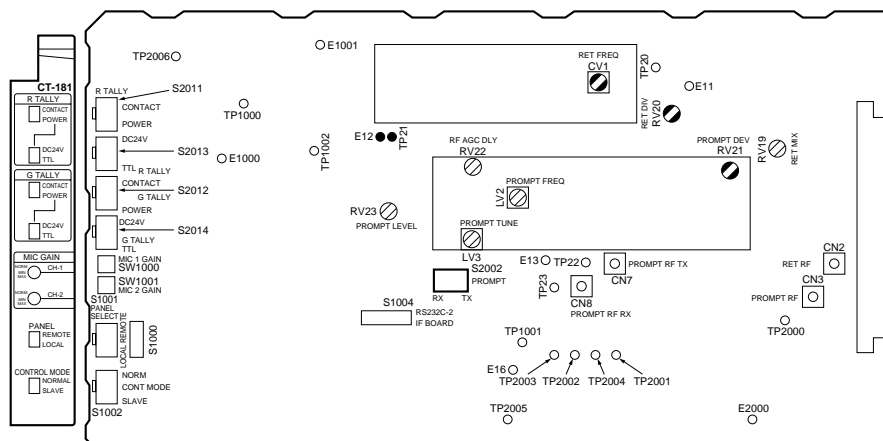 CT-181
R TALLY
CONTACT
POWER
DC24V
TTL
G TALLY
CONTACT
POWER
DC24V
TTL
MIC GAIN
NORM
MIN
MAX
CH-1
NORM
MIN
MAX
CH-2
PANEL
REMOTE
LOCAL
CONTROL MODE
NORMAL
SLAVE
TP2006
E1001
R TALLY
S2011
CONTACT
POWER
TP1000
DC24V
S2013
TTL
R TALLY
E1000
TP1002
CONTACT
S2012
G TALLY
POWER
DC24V
S2014
G TALLY
TTL
MIC 1 GAIN
SW1000
SW1001
MIC 2 GAIN
S1001
PANEL
SELECT
LOCAL REMOTE
S1000
NORM
CONT MODE
SLAVE
S1002
RET FREQ
CV1
TP20
E11
RET DIV
RV20
E12
TP21
RF AGC DLY
RV22
PROMPT DEV
RV21
RV19
RET MIX
PROMPT FREQ
LV2
RV23
PROMPT LEVEL
PROMPT TUNE
LV3
S2002
PROMPT
RX
TX
E13
TP22
TP23
CN7
PROMPT RF TX
CN8
PROMPT RF RX
CN2
RET RF
CN3
PROMPT RF
TP2000
S1004
RS232C-2
IF BOARD
TP1001
E16
TP2003
TP2002
TP2004
TP2001
TP2005
E2000